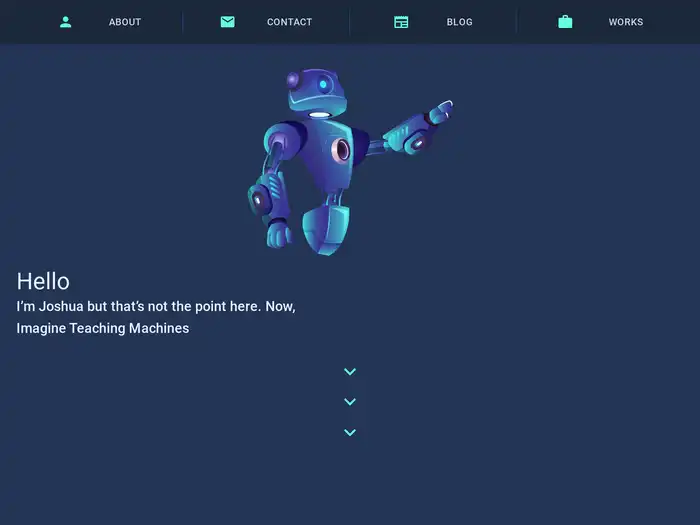 ABOUT
CONTACT
BLOG
WORKS
Hello
I'm Joshua but that's not the point here. Now,
Imagine Teaching Machines